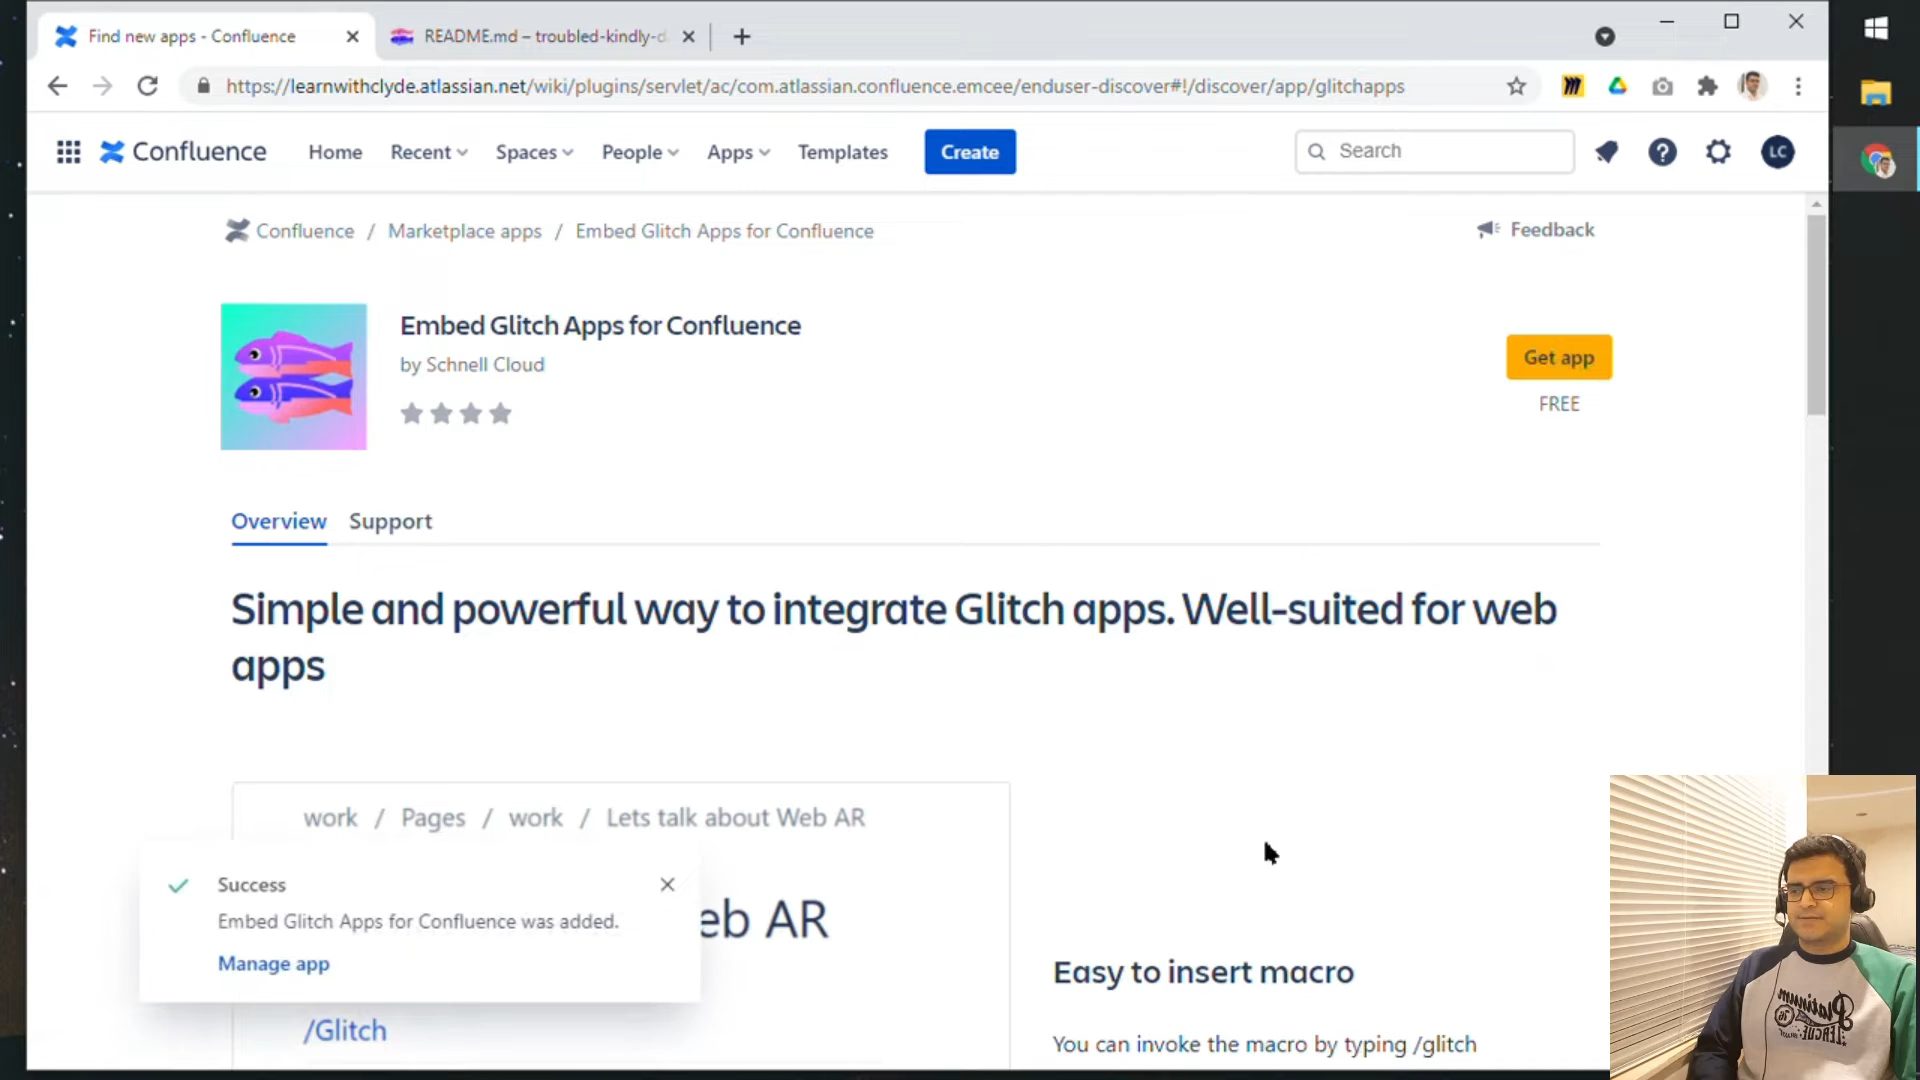 Find new apps - Confluence
README.md – troubled-kindly-d
https://learnwithclyde.atlassian.net/wiki/plugins/servlet/ac/com.atlassian.confluence.emcee/enduser-discover#!/discover/app/glitchapps
Confluence Home Recent Spaces People Apps Templates Create Search LC
Confluence / Marketplace apps / Embed Glitch Apps for Confluence
Feedback
Embed Glitch Apps for Confluence
by Schnell Cloud
Get app
FREE
Overview Support
Simple and powerful way to integrate Glitch apps. Well-suited for web
apps
work / Pages / work / Lets talk about Web AR
Success
Embed Glitch Apps for Confluence was added.
Manage app
eb AR
/Glitch
Easy to insert macro
You can invoke the macro by typing /glitch
Platinum
76
LEAGUE